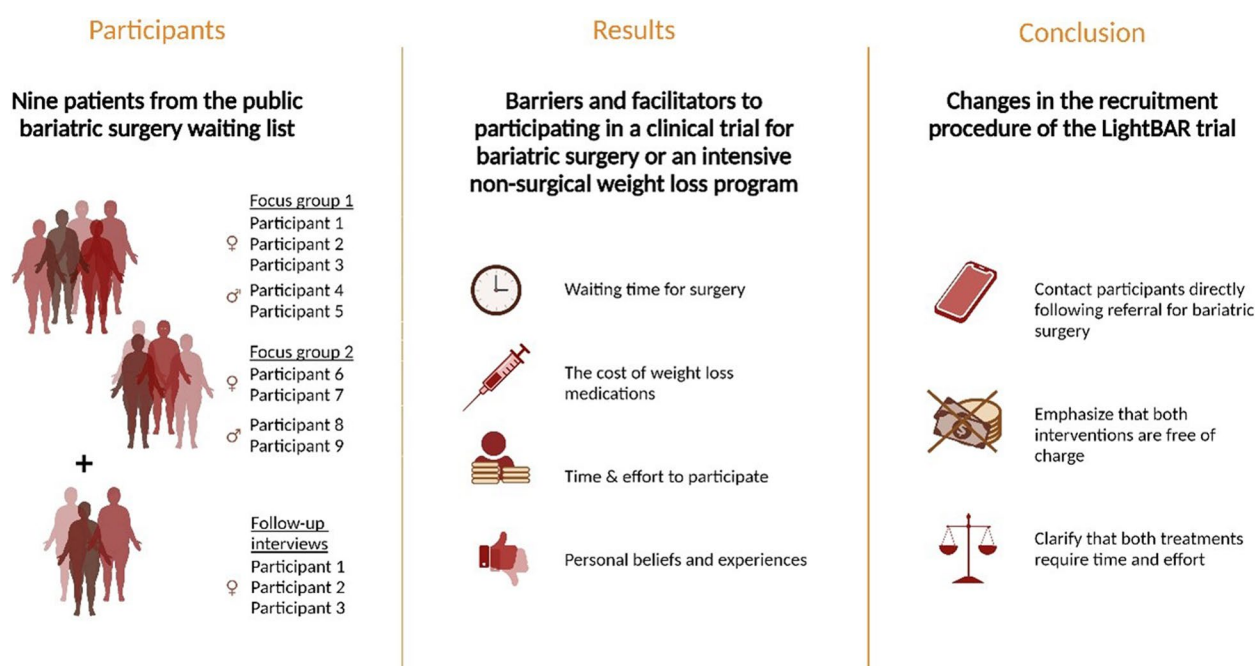 Participants
Nine patients from the public
bariatric surgery waiting list
Focus group 1
♀
Participant 1
Participant 2
Participant 3
♂
Participant 4
Participant 5
Focus group 2
♀
Participant 6
Participant 7
♂
Participant 8
Participant 9
+
Follow-up
interviews
♀
Participant 1
Participant 2
Participant 3
Results
Barriers and facilitators to
participating in a clinical trial for
bariatric surgery or an intensive
non-surgical weight loss program
Waiting time for surgery
The cost of weight loss
medications
Time & effort to participate
Personal beliefs and experiences
Conclusion
Changes in the recruitment
procedure of the LightBAR trial
Contact participants directly
following referral for bariatric
surgery
$
Emphasize that both
interventions are free of
charge
Clarify that both treatments
require time and effort